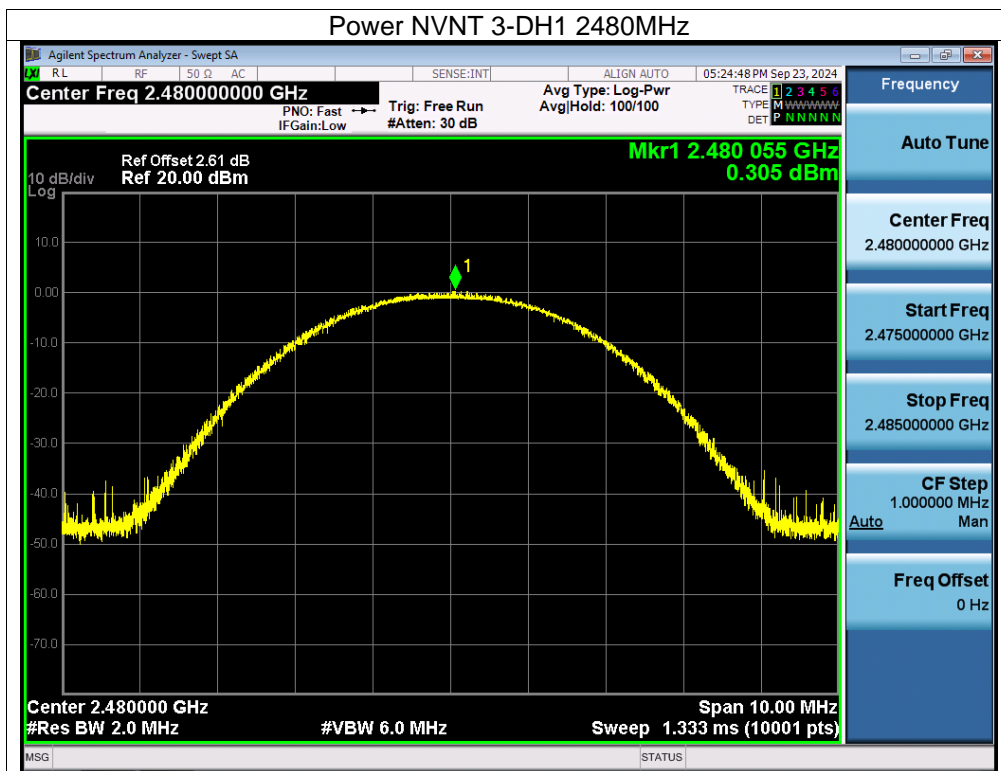 Power NVNT 3-DH1 2480MHz
Agilent Spectrum Analyzer - Swept SA
LXI RL RF 50 Ω AC SENSE:INT ALIGN AUTO 05:24:48 PM Sep 23, 2024
Center Freq 2.480000000 GHz
PNO: Fast
IFGain:Low
Trig: Free Run
#Atten: 30 dB
Avg Type: Log-Pwr
Avg|Hold: 100/100
TRACE 1 2 3 4 5 6
TYPE M WWWWW
DET P N N N N N
Frequency
Auto Tune
Center Freq
2.480000000 GHz
Start Freq
2.475000000 GHz
Stop Freq
2.485000000 GHz
CF Step
1.000000 MHz
Auto Man
Freq Offset
0 Hz
Ref Offset 2.61 dB
10 dB/div Ref 20.00 dBm
Log
Mkr1 2.480 055 GHz
0.305 dBm
1
10.0
0.00
-10.0
-20.0
-30.0
-40.0
-50.0
-60.0
-70.0
Center 2.480000 GHz
Span 10.00 MHz
#Res BW 2.0 MHz #VBW 6.0 MHz Sweep 1.333 ms (10001 pts)
MSG STATUS